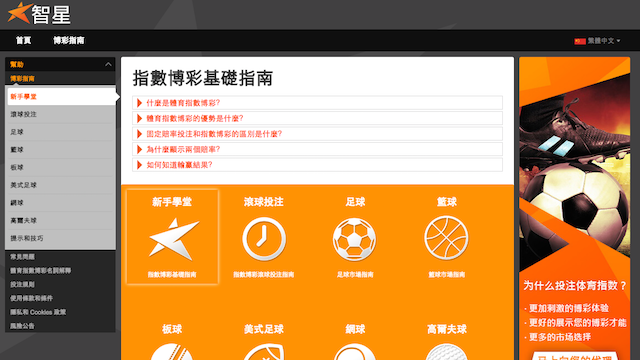 智星
首頁
博彩指南
繁體中文
幫助
博彩指南
新手學堂
滾球投注
足球
籃球
板球
美式足球
網球
高爾夫球
提示和技巧
常見問題
體育指數博彩名詞解釋
投注規則
使用條款和條件
隱私和 Cookies 政策
風險公告
指數博彩基礎指南
什麼是體育指數博彩?
體育指數博彩的優勢是什麼?
固定賠率投注和指數博彩的區別是什麼?
為什麼顯示兩個賠率?
如何知道輸贏結果?
新手學堂
指數博彩基礎指南
滾球投注
指數博彩滾球投注指南
足球
足球市場指南
籃球
籃球市場指南
板球
美式足球
網球
高爾夫球
为什么投注体育指数？
· 更加刺激的博彩体验
· 更好的展示您的博彩才能
· 更多的市场选择
马上向您的代理